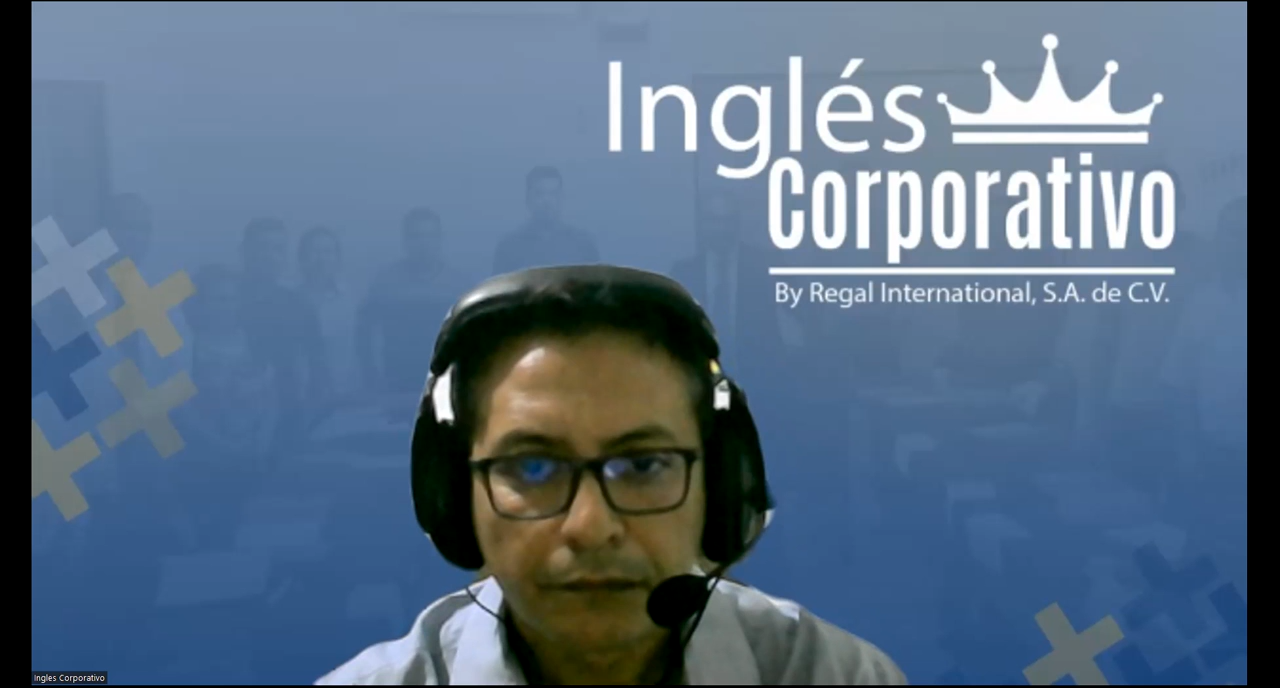 Inglés
Corporativo
By Regal International, S.A. de C.V.
Ingles Corporativo